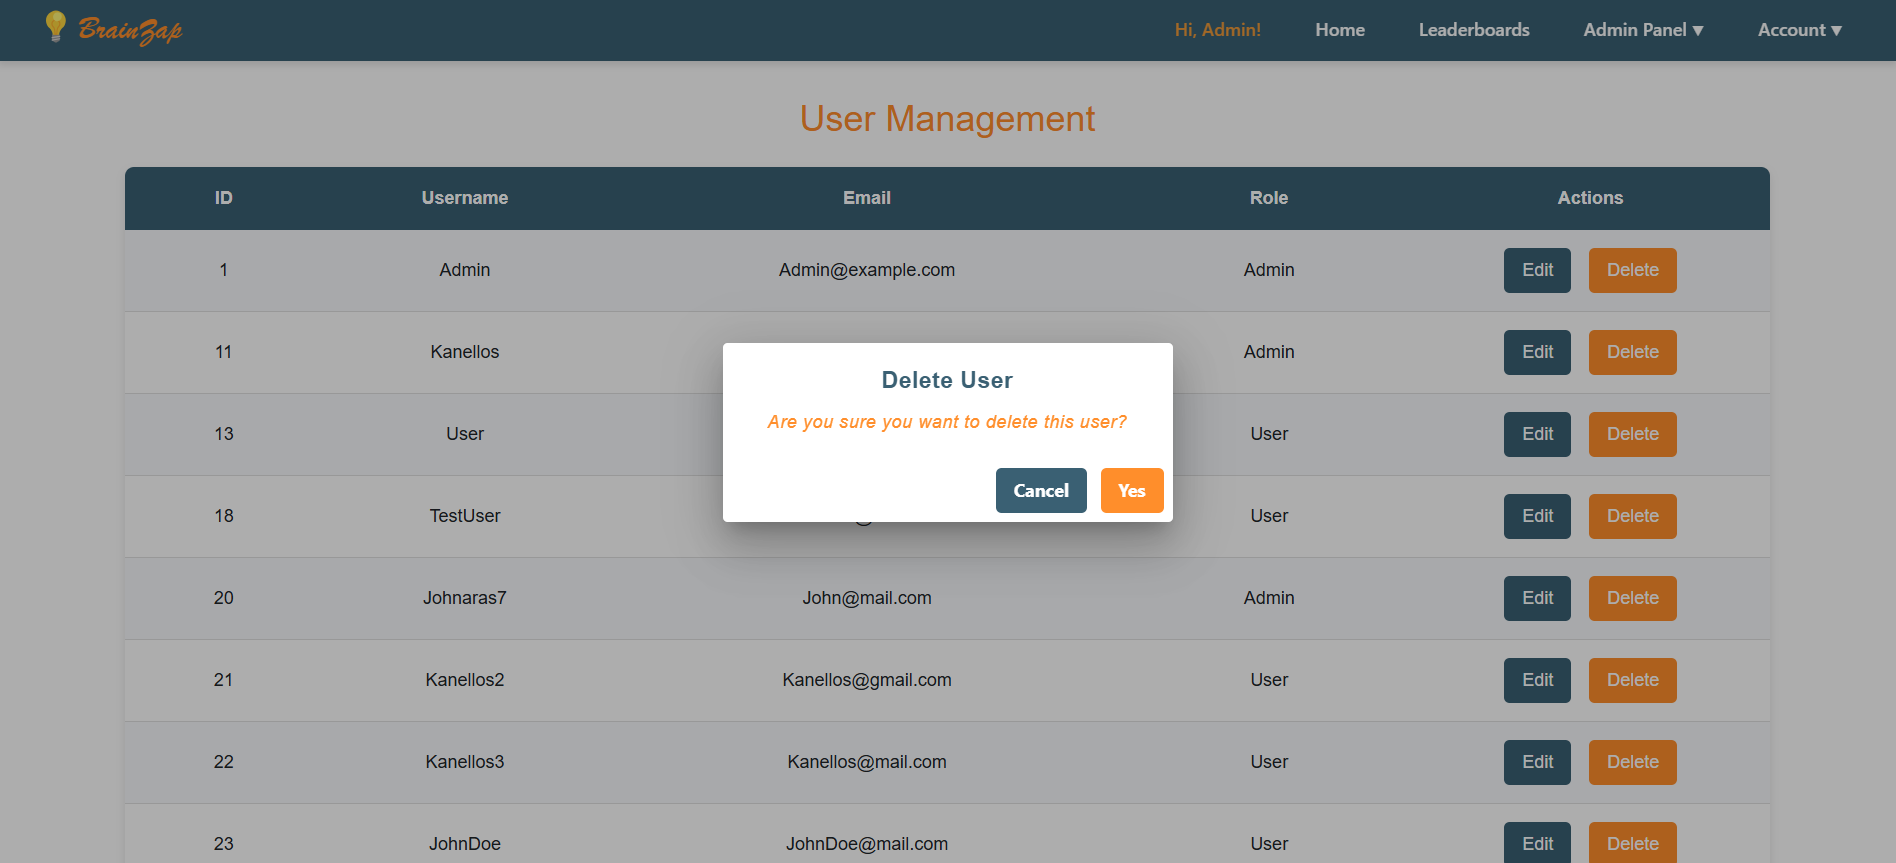 BrainZap
Hi, Admin! Home Leaderboards Admin Panel ▼ Account ▼
User Management
ID Username Email Role Actions
1 Admin Admin@example.com Admin Edit Delete
11 Kanellos Admin Edit Delete
13 User User Edit Delete
18 TestUser User Edit Delete
20 Johnaras7 John@mail.com Admin Edit Delete
21 Kanellos2 Kanellos@gmail.com User Edit Delete
22 Kanellos3 Kanellos@mail.com User Edit Delete
23 JohnDoe JohnDoe@mail.com User Edit Delete
Delete User
Are you sure you want to delete this user?
Cancel Yes